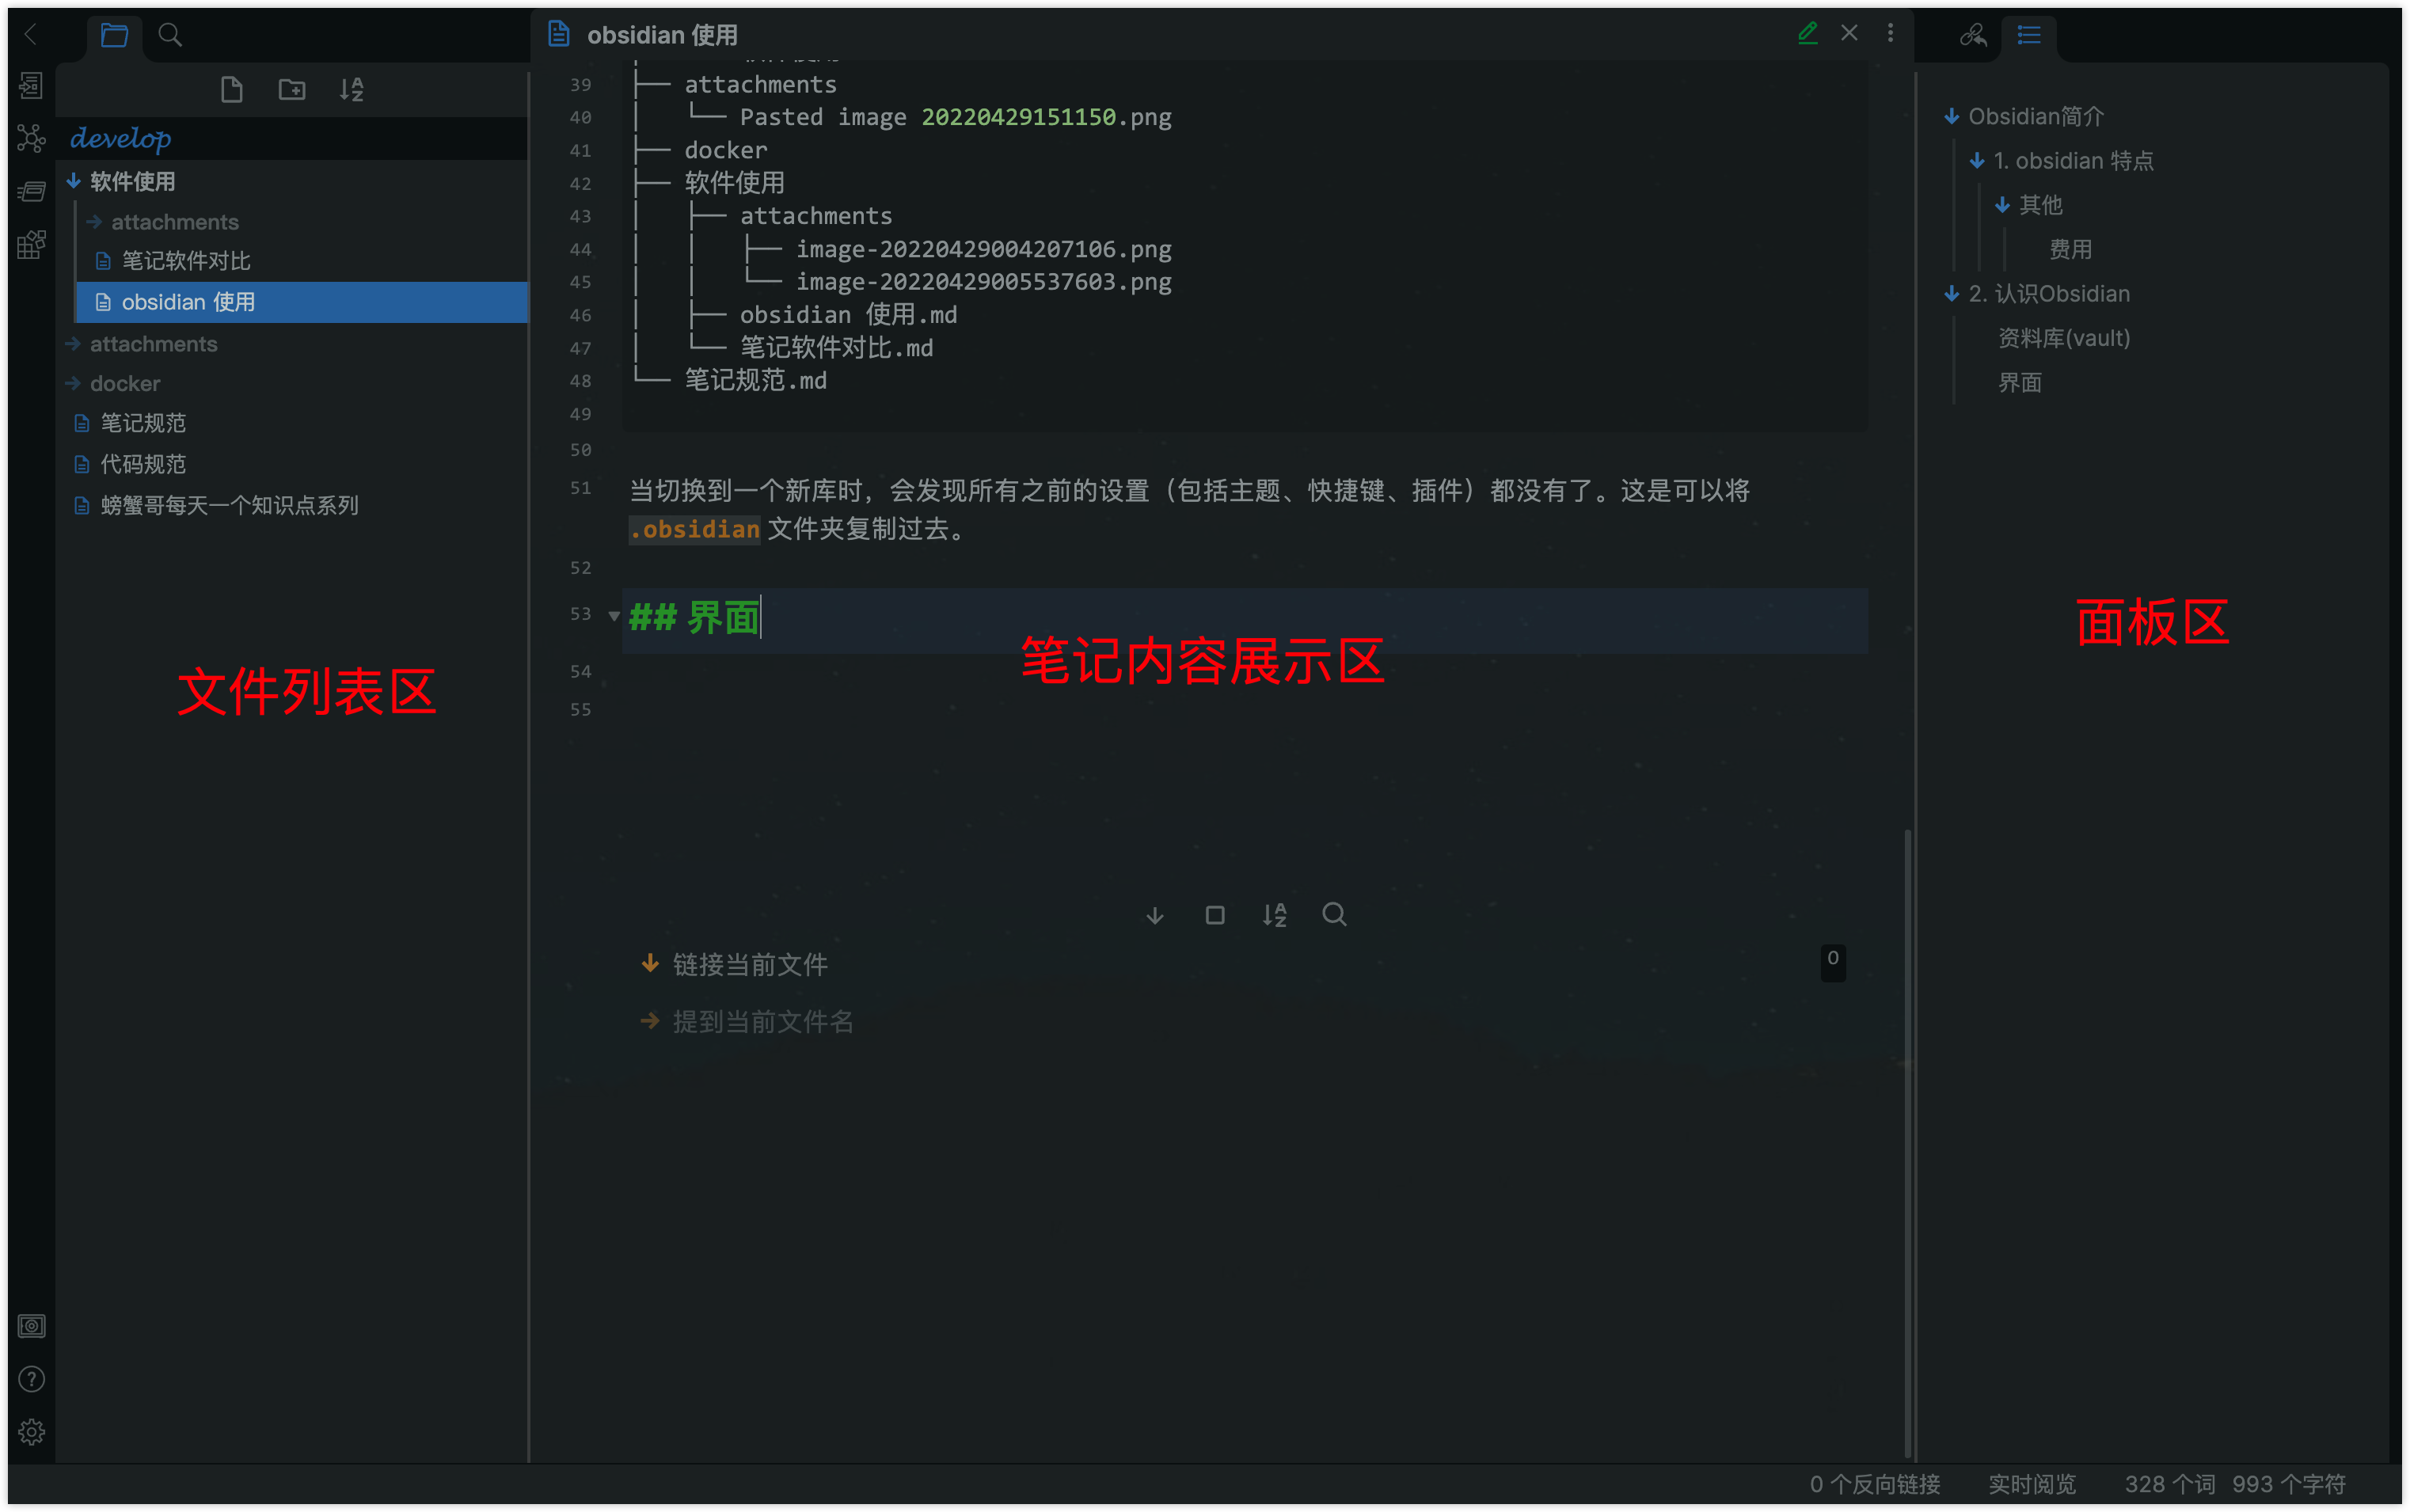 develop
软件使用
attachments
笔记软件对比
obsidian 使用
attachments
docker
笔记规范
代码规范
螃蟹哥每天一个知识点系列
文件列表区
obsidian 使用
39 ├── attachments
40 │   └── Pasted image 20220429151150.png
41 ├── docker
42 ├── 软件使用
43 │   ├── attachments
44 │   │   ├── image-20220429004207106.png
45 │   │   └── image-20220429005537603.png
46 │   ├── obsidian 使用.md
47 │   └── 笔记软件对比.md
48 └── 笔记规范.md
49
50
51 当切换到一个新库时，会发现所有之前的设置（包括主题、快捷键、插件）都没有了。这是可以将
.obsidian 文件夹复制过去。
52
53 ## 界面
笔记内容展示区
54
55
链接当前文件 0
提到当前文件名
Obsidian简介
1. obsidian 特点
其他
费用
2. 认识Obsidian
资料库(vault)
界面
面板区
0 个反向链接 实时阅览 328 个词 993 个字符